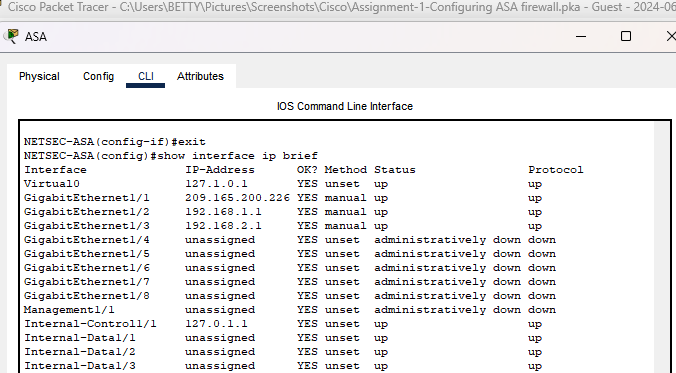 Cisco Packet Tracer - C:\Users\BETTY\Pictures\Screenshots\Cisco\Assignment-1-Configuring ASA firewall.pka - Guest - 2024-06
ASA
Physical Config CLI Attributes
IOS Command Line Interface
NETSEC-ASA(config-if)#exit
NETSEC-ASA(config)#show interface ip brief
Interface IP-Address OK? Method Status Protocol
Virtual0 127.1.0.1 YES unset up up
GigabitEthernet1/1 209.165.200.226 YES manual up up
GigabitEthernet1/2 192.168.1.1 YES manual up up
GigabitEthernet1/3 192.168.2.1 YES manual up up
GigabitEthernet1/4 unassigned YES unset administratively down down
GigabitEthernet1/5 unassigned YES unset administratively down down
GigabitEthernet1/6 unassigned YES unset administratively down down
GigabitEthernet1/7 unassigned YES unset administratively down down
GigabitEthernet1/8 unassigned YES unset administratively down down
Management1/1 unassigned YES unset administratively down down
Internal-Control1/1 127.0.1.1 YES unset up up
Internal-Data1/1 unassigned YES unset up up
Internal-Data1/2 unassigned YES unset up up
Internal-Data1/3 unassigned YES unset up up